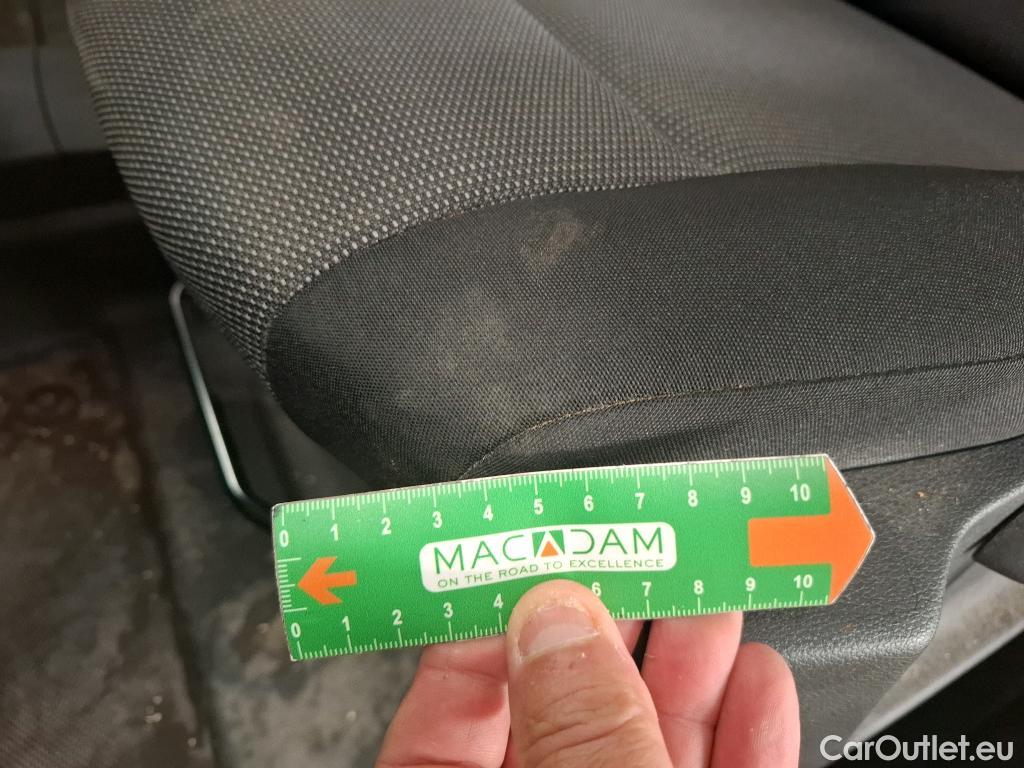 0 1 2 3 4 5 6 7 8 9 10
MACADAM
ON THE ROAD TO EXCELLENCE
0 1 2 3 4 6 7 8 9 10
CarOutlet.eu